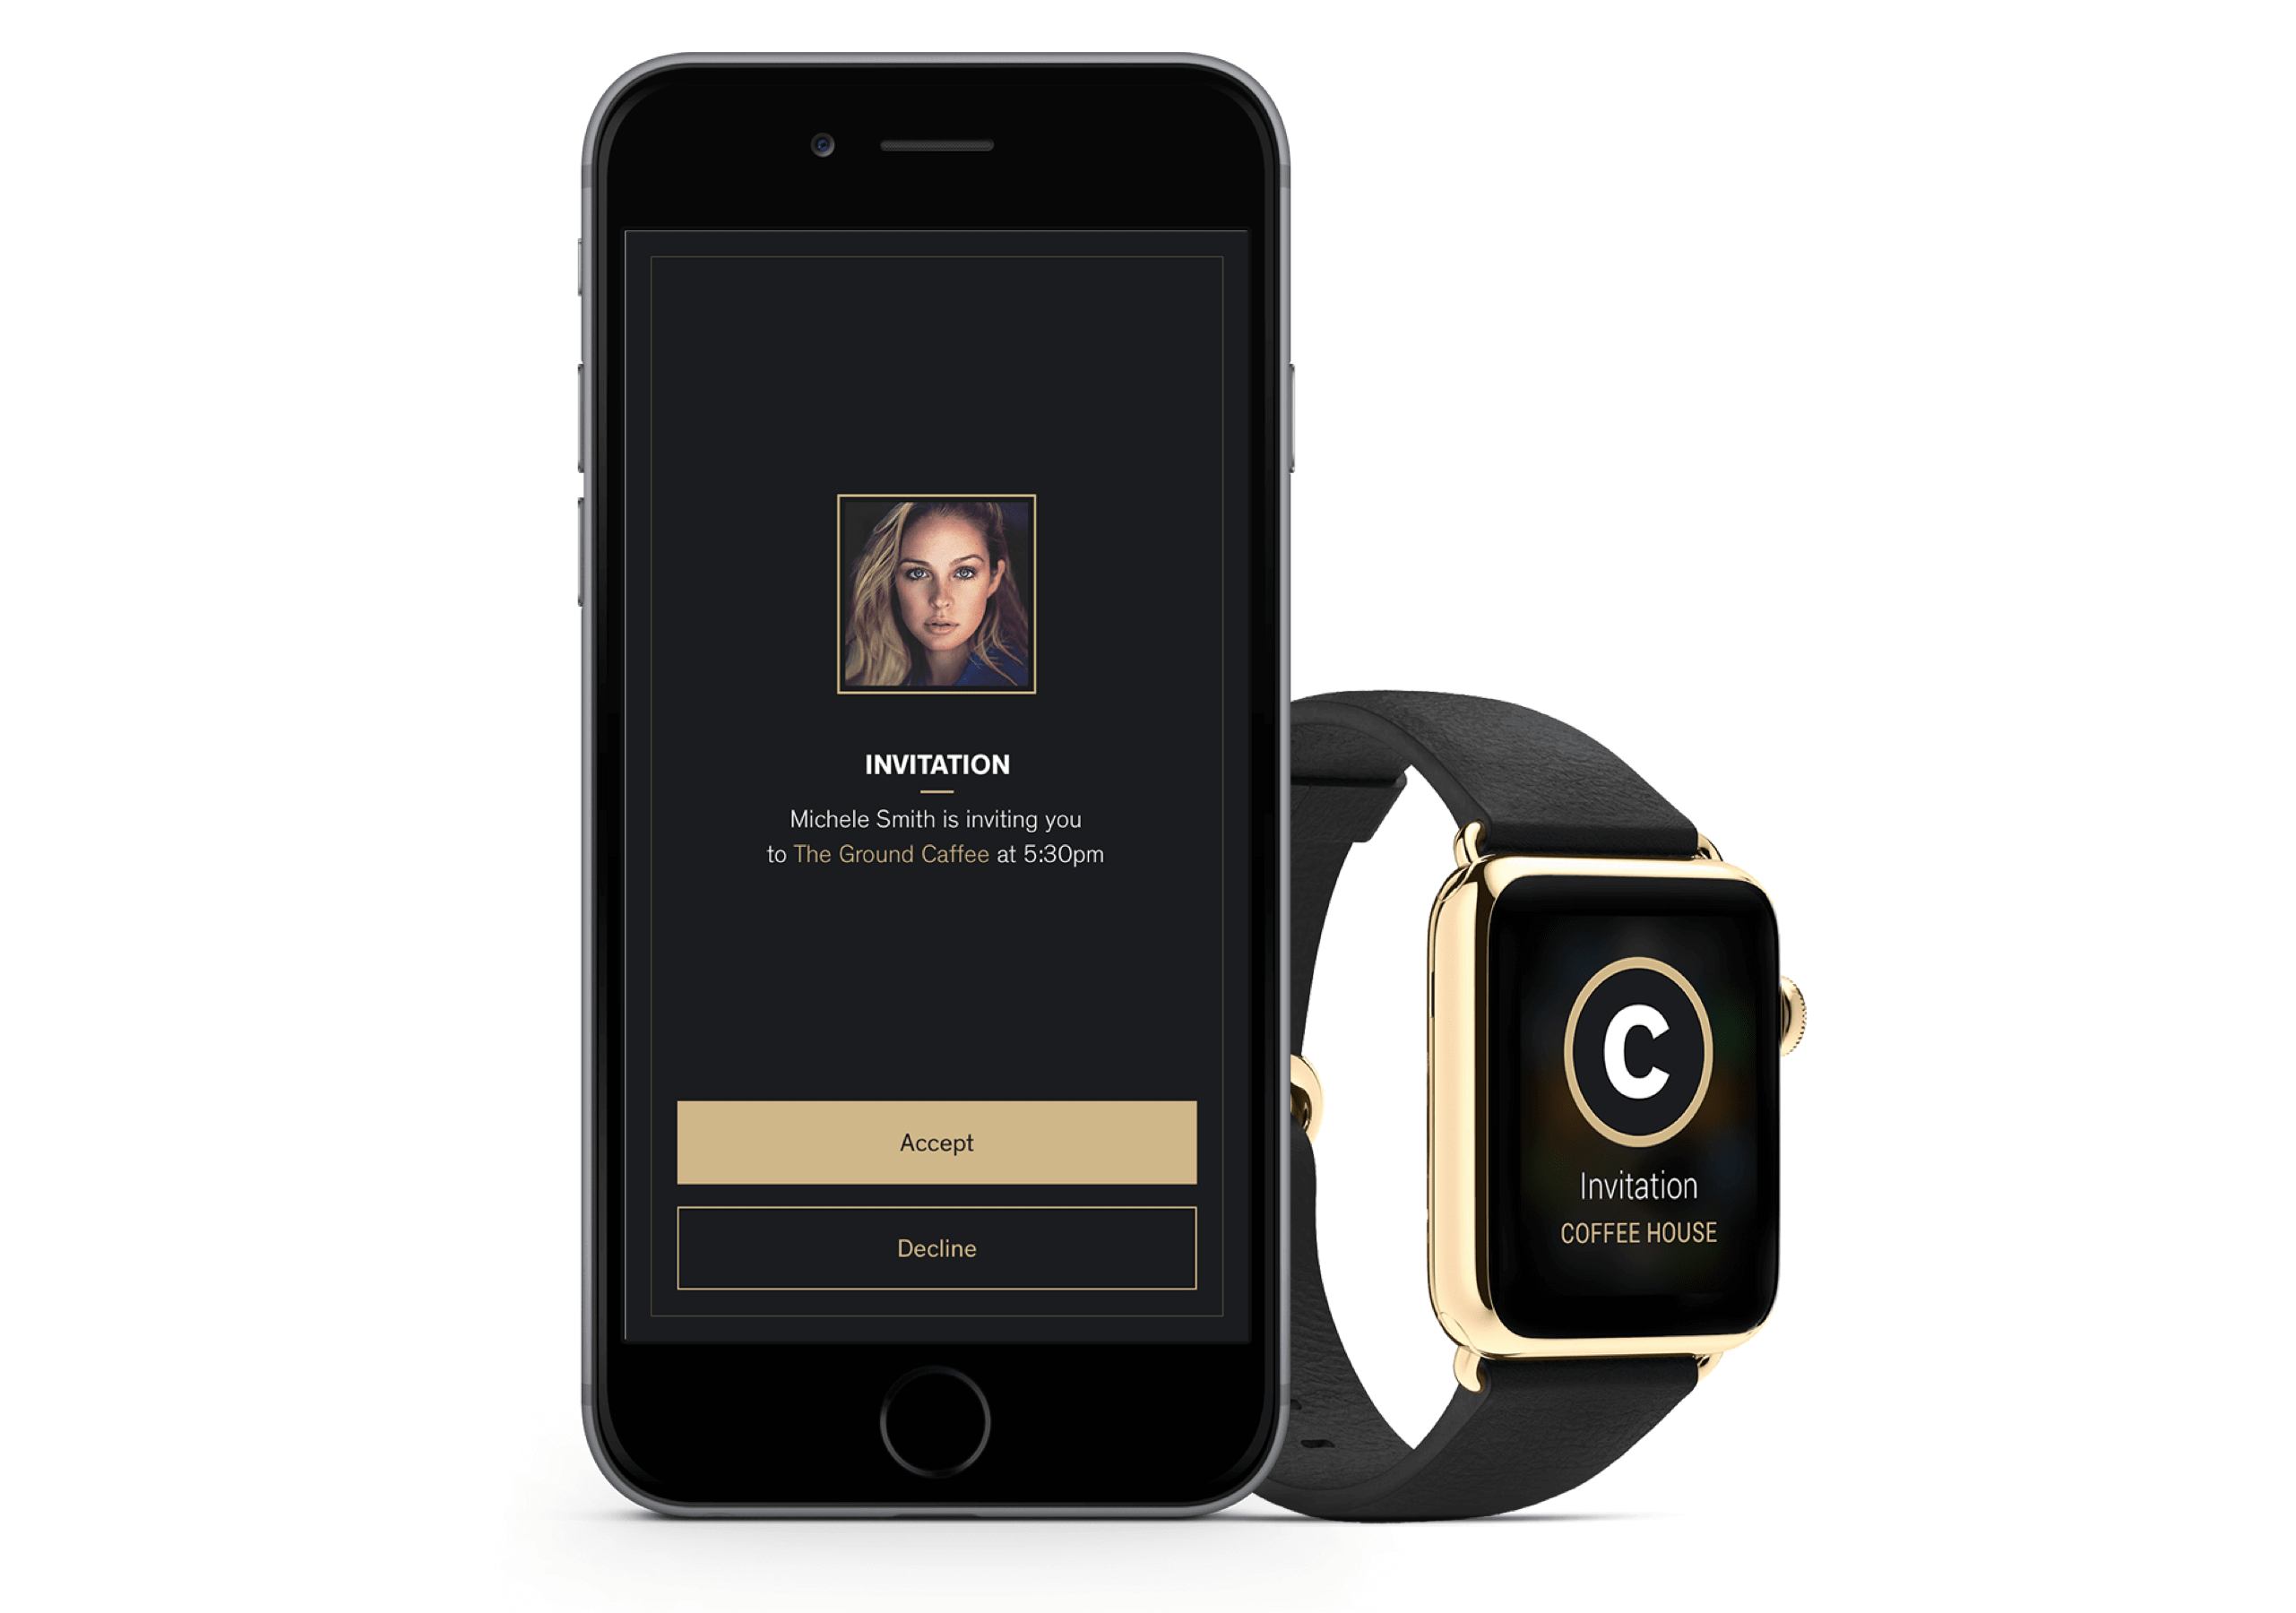 INVITATION
Michele Smith is inviting you
to The Ground Caffee at 5:30pm
Accept
Decline
C
Invitation
COFFEE HOUSE